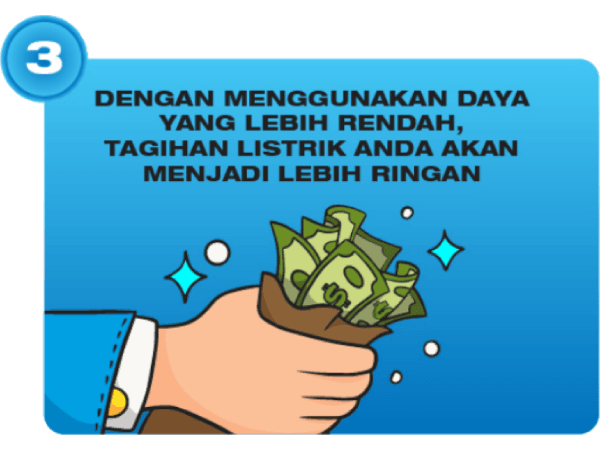 3
DENGAN MENGGUNAKAN DAYA
YANG LEBIH RENDAH,
TAGIHAN LISTRIK ANDA AKAN
MENJADI LEBIH RINGAN
$
$